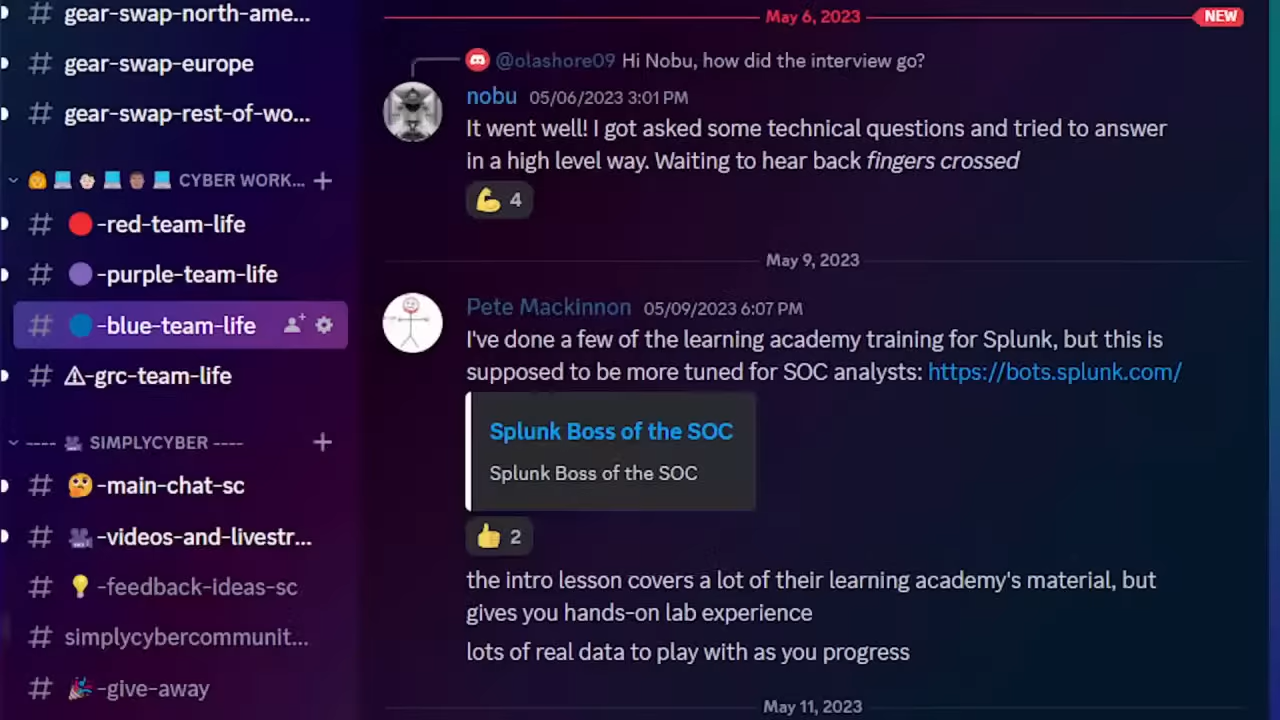 # gear-swap-north-ame...
# gear-swap-europe
# gear-swap-rest-of-wo...
CYBER WORK... +
# 🔴-red-team-life
# 🟣-purple-team-life
# 🔵-blue-team-life
# ⚠-grc-team-life
---- 🎥 SIMPLYCYBER ---- +
# 🤔-main-chat-sc
# 🎥-videos-and-livestr...
# 💡-feedback-ideas-sc
# simplycybercommunit...
# 🎉-give-away
May 6, 2023 NEW
@olashore09 Hi Nobu, how did the interview go?
nobu 05/06/2023 3:01 PM
It went well! I got asked some technical questions and tried to answer
in a high level way. Waiting to hear back fingers crossed
💪 4
May 9, 2023
Pete Mackinnon 05/09/2023 6:07 PM
I've done a few of the learning academy training for Splunk, but this is
supposed to be more tuned for SOC analysts: https://bots.splunk.com/
Splunk Boss of the SOC
Splunk Boss of the SOC
👍 2
the intro lesson covers a lot of their learning academy's material, but
gives you hands-on lab experience
lots of real data to play with as you progress
May 11, 2023